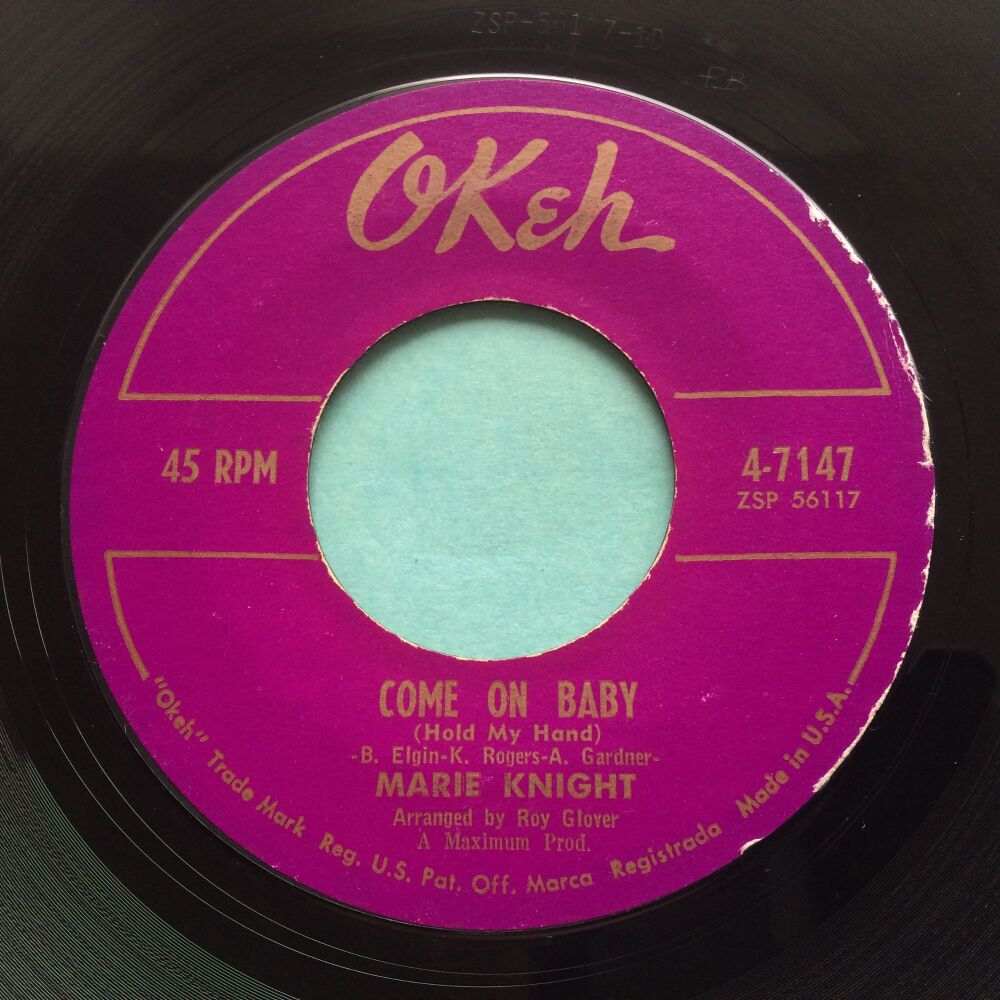 OKeh
45 RPM
4-7147
ZSP 56117
COME ON BABY
(Hold My Hand)
-B. Elgin-K. Rogers-A. Gardner-
MARIE KNIGHT
Arranged by Roy Glover
A Maximum Prod.
"Okeh" Trade Mark Reg. U.S. Pat. Off. Marca Registrada Made in U.S.A.